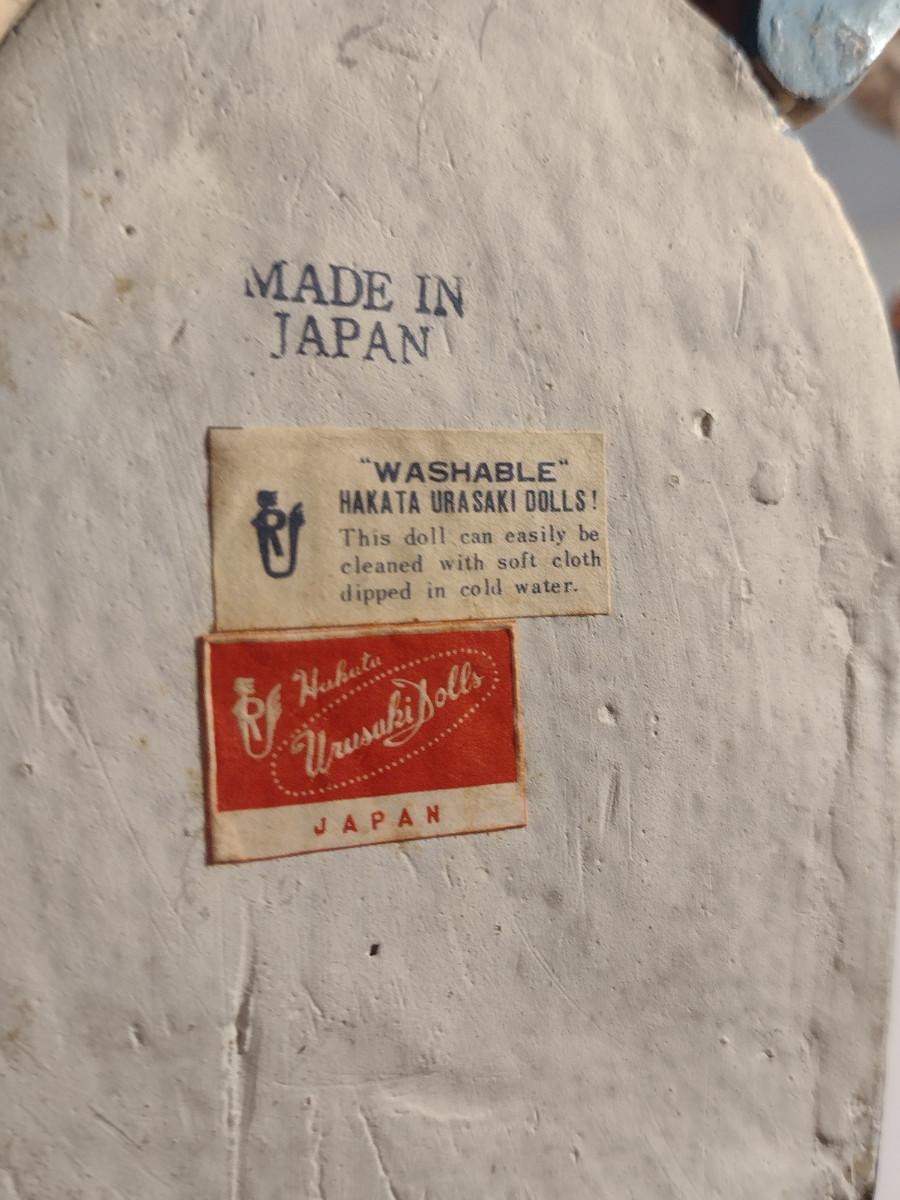 MADE IN
JAPAN
"WASHABLE"
HAKATA URASAKI DOLLS!
This doll can easily be
cleaned with soft cloth
dipped in cold water.
Hakata
Urasaki Dolls
JAPAN